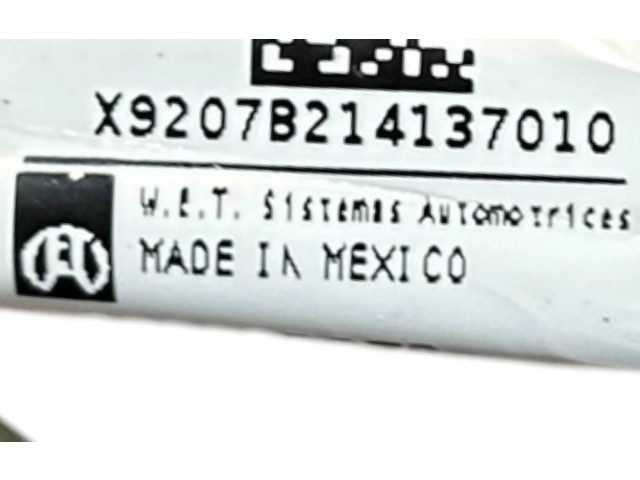 X9207B214137010
W.E.T. Sistemas Automotrices
MADE IN MEXICO